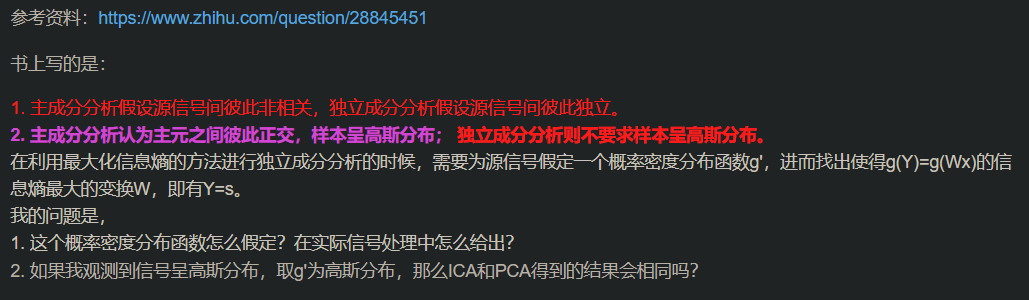 参考资料：https://www.zhihu.com/question/28845451
书上写的是：
1. 主成分分析假设源信号间彼此非相关，独立成分分析假设源信号间彼此独立。
2. 主成分分析认为主元之间彼此正交，样本呈高斯分布； 独立成分分析则不要求样本呈高斯分布。
在利用最大化信息熵的方法进行独立成分分析的时候，需要为源信号假定一个概率密度分布函数g'，进而找出使得g(Y)=g(Wx)的信
息熵最大的变换W，即有Y=s。
我的问题是，
1. 这个概率密度分布函数怎么假定？在实际信号处理中怎么给出？
2. 如果我观测到信号呈高斯分布，取g'为高斯分布，那么ICA和PCA得到的结果会相同吗？